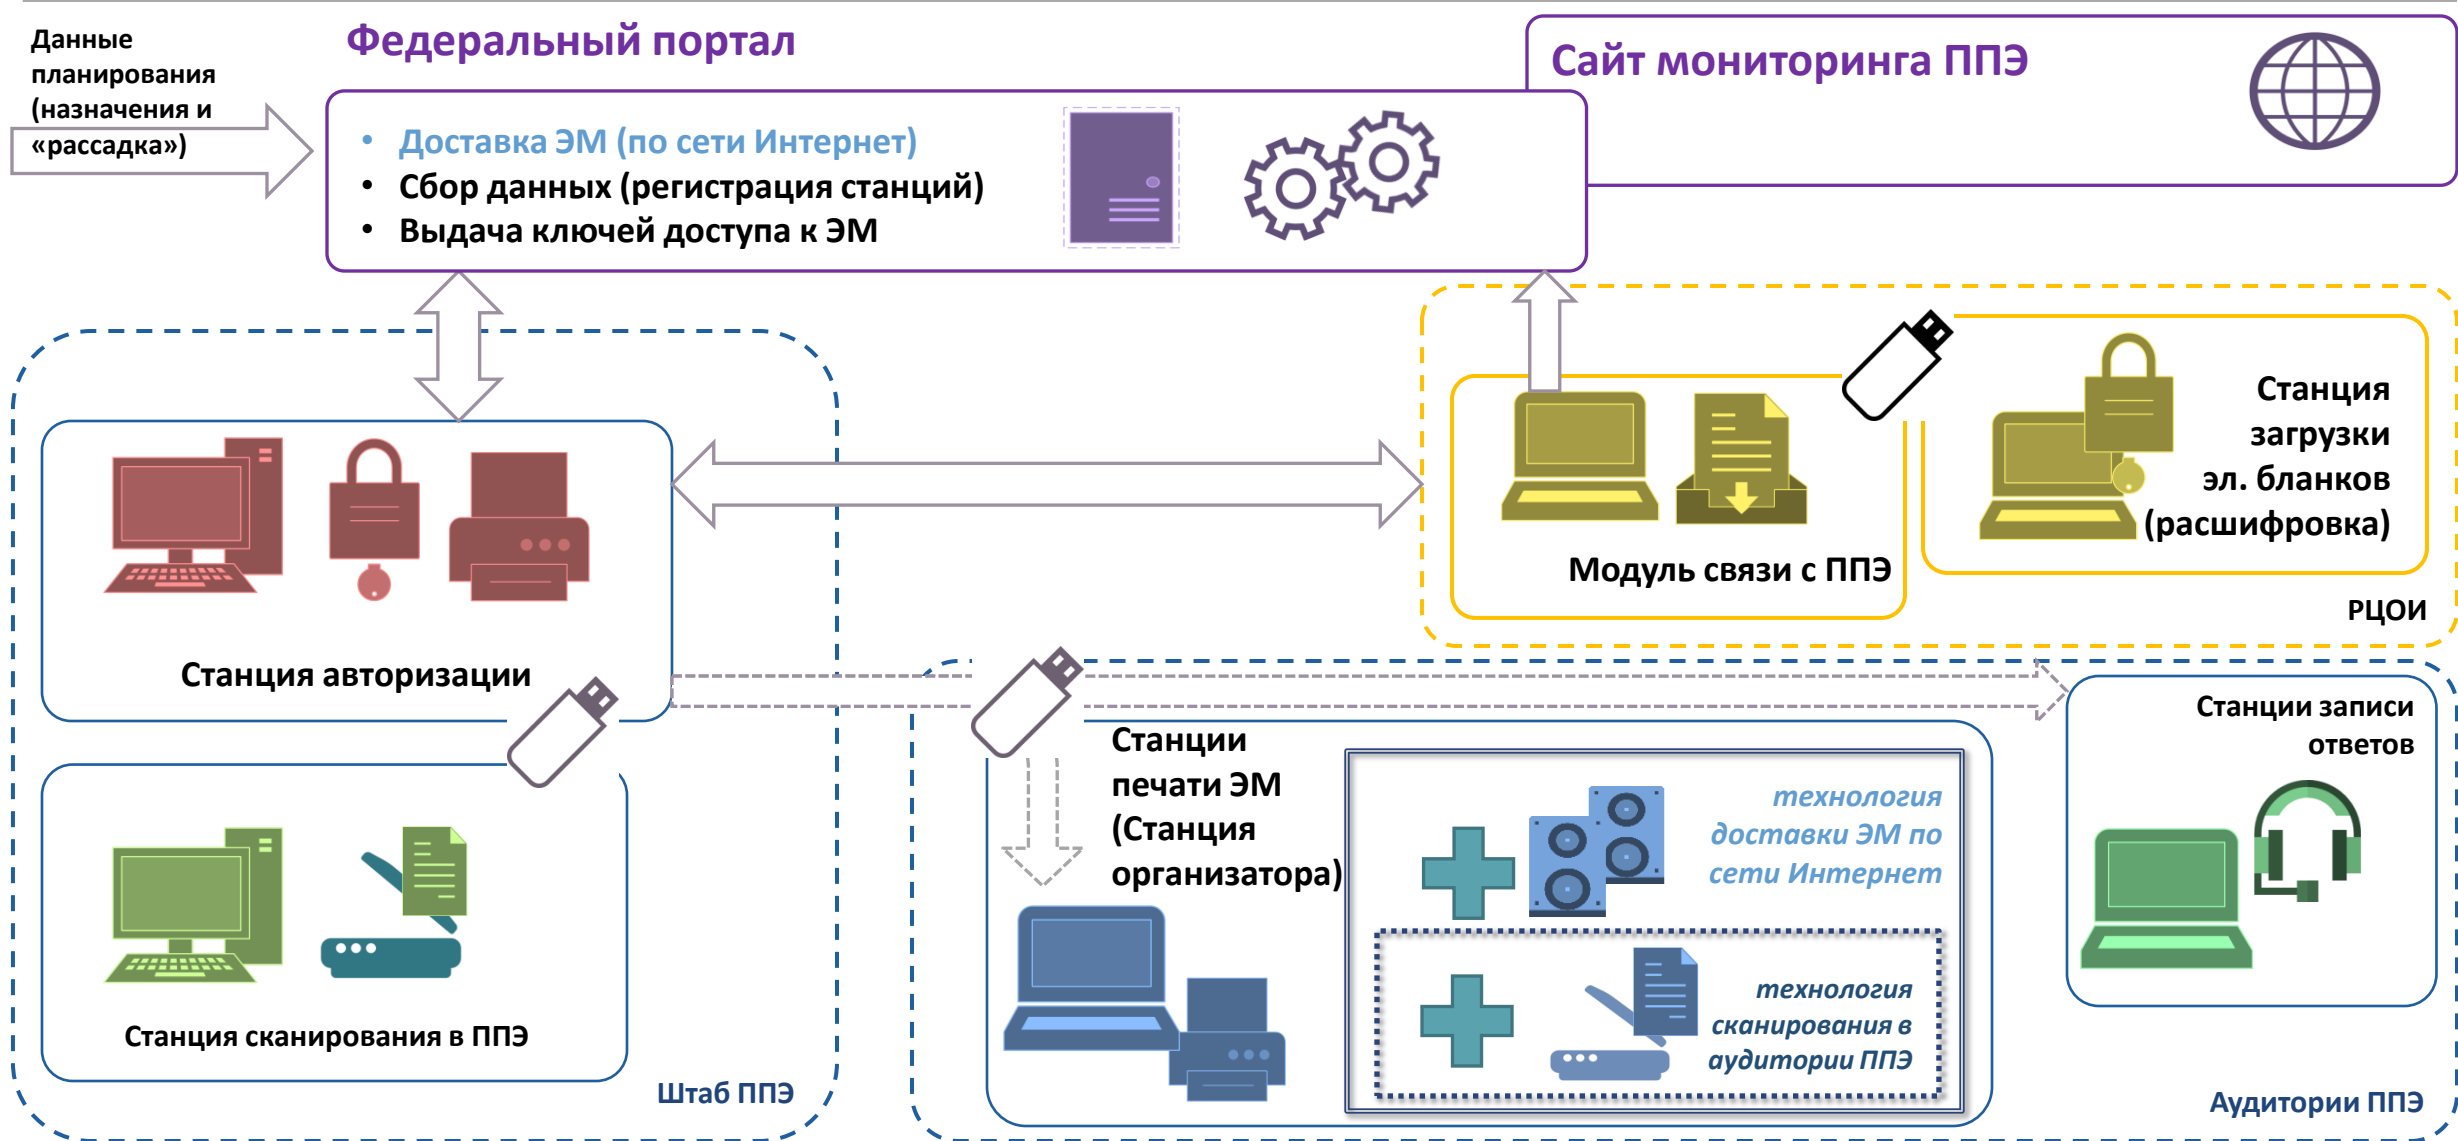 Данные
планирования
(назначения и
«рассадка»)
Федеральный портал
Сайт мониторинга ППЭ
• Доставка ЭМ (по сети Интернет)
• Сбор данных (регистрация станций)
• Выдача ключей доступа к ЭМ
Станция авторизации
Станция сканирования в ППЭ
Штаб ППЭ
Модуль связи с ППЭ
Станция
загрузки
эл. бланков
(расшифровка)
РЦОИ
Станции
печати ЭМ
(Станция
организатора)
технология
доставки ЭМ по
сети Интернет
технология
сканирования в
аудитории ППЭ
Станции записи
ответов
Аудитории ППЭ